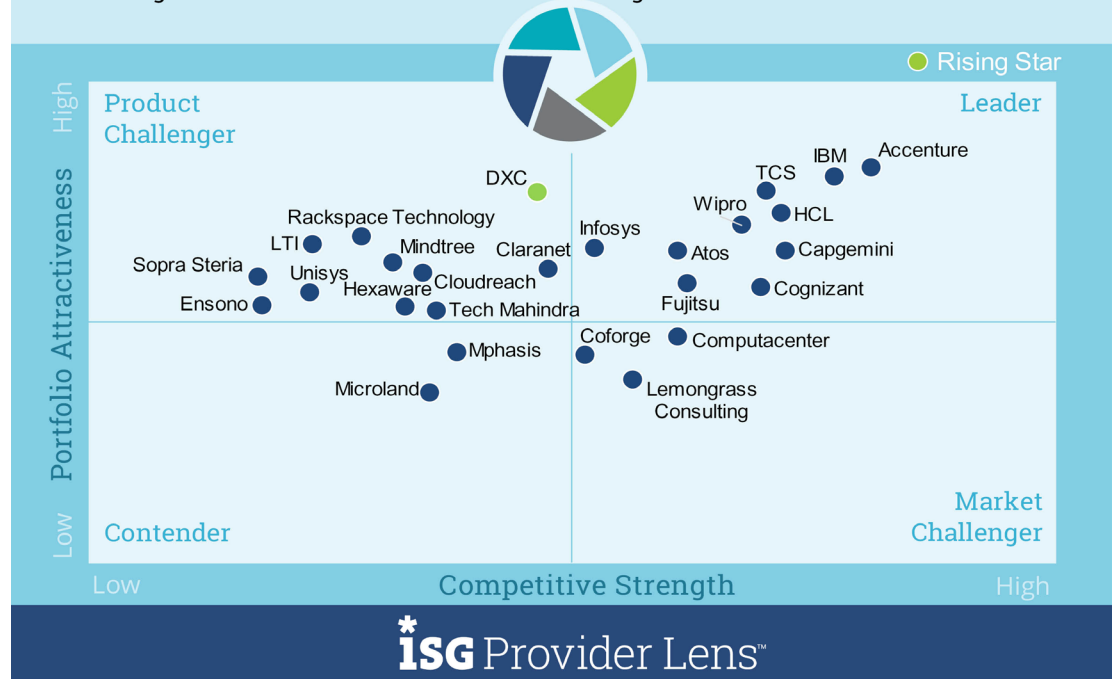 Rising Star
High
Product
Challenger
Leader
Accenture
IBM
TCS
DXC
Wipro
HCL
Rackspace Technology
Infosys
LTI
Mindtree
Claranet
Atos
Capgemini
Sopra Steria
Unisys
Cloudreach
Hexaware
Cognizant
Ensono
Tech Mahindra
Fujitsu
Coforge
Computacenter
Mphasis
Microland
Lemongrass
Consulting
Portfolio Attractiveness
Market
Challenger
Contender
Low
Low
Competitive Strength
High
*ISG Provider Lens™